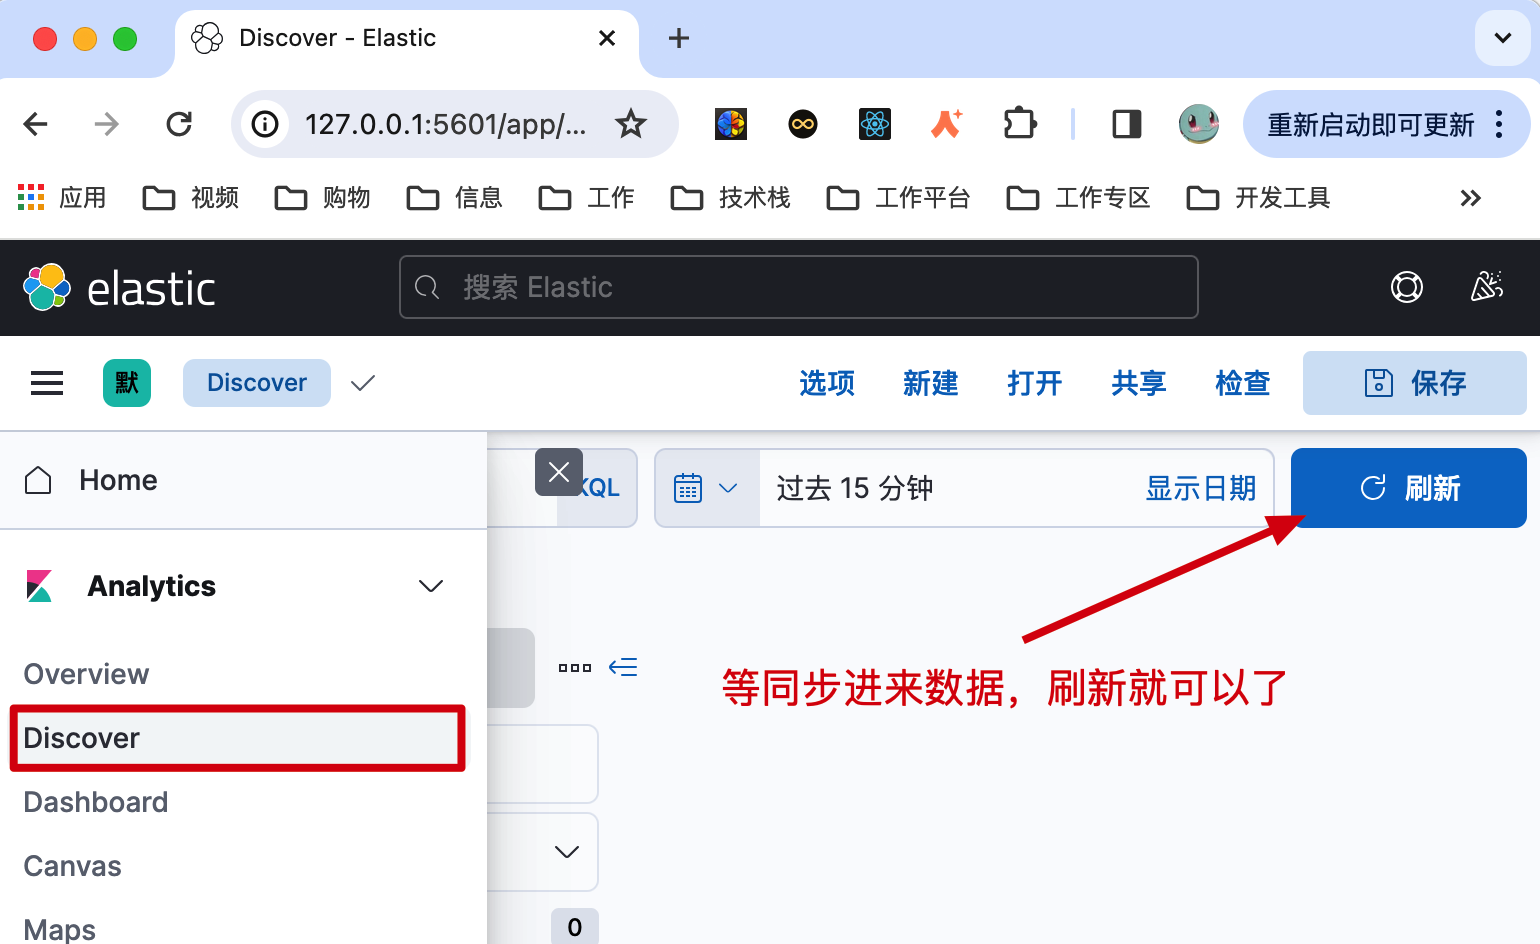 Discover - Elastic
127.0.0.1:5601/app/...
重新启动即可更新
应用 视频 购物 信息 工作 技术栈 工作平台 工作专区 开发工具
elastic
搜索 Elastic
默 Discover 选项 新建 打开 共享 检查 保存
Home
KQL 过去 15 分钟 显示日期 刷新
Analytics
Overview
等同步进来数据，刷新就可以了
Discover
Dashboard
Canvas
Maps
0